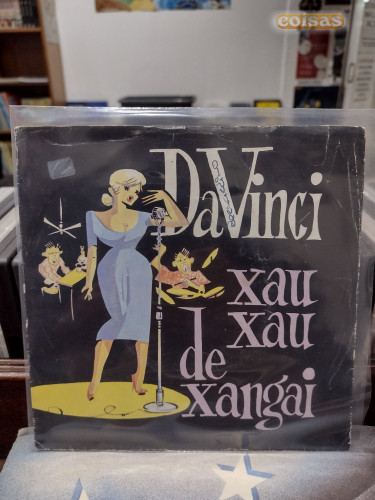 coisas
DaVinci
xau
xau
de
xangai